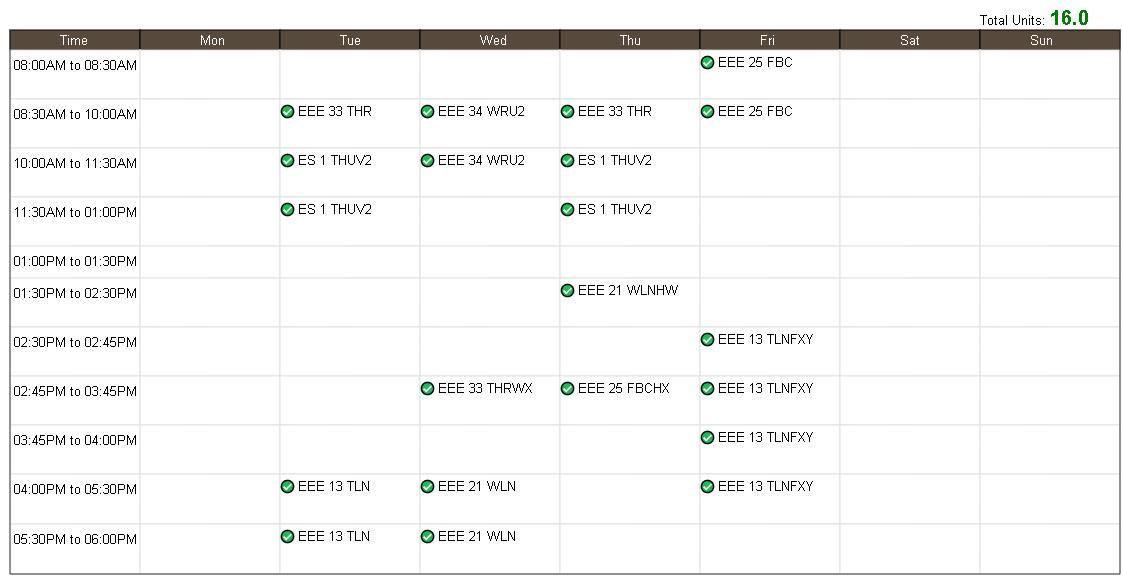 Total Units: 16.0
Time Mon Tue Wed Thu Fri Sat Sun
08:00AM to 08:30AM EEE 25 FBC
08:30AM to 10:00AM EEE 33 THR EEE 34 WRU2 EEE 33 THR EEE 25 FBC
10:00AM to 11:30AM ES 1 THUV2 EEE 34 WRU2 ES 1 THUV2
11:30AM to 01:00PM ES 1 THUV2 ES 1 THUV2
01:00PM to 01:30PM
01:30PM to 02:30PM EEE 21 WLNHW
02:30PM to 02:45PM EEE 13 TLNFXY
02:45PM to 03:45PM EEE 33 THRWX EEE 25 FBCHX EEE 13 TLNFXY
03:45PM to 04:00PM EEE 13 TLNFXY
04:00PM to 05:30PM EEE 13 TLN EEE 21 WLN EEE 13 TLNFXY
05:30PM to 06:00PM EEE 13 TLN EEE 21 WLN